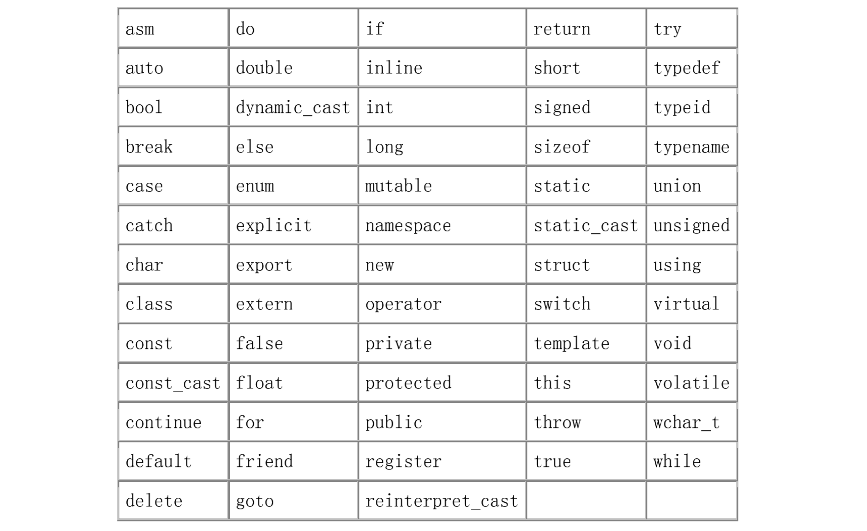 asm do if return try
auto double inline short typedef
bool dynamic_cast int signed typeid
break else long sizeof typename
case enum mutable static union
catch explicit namespace static_cast unsigned
char export new struct using
class extern operator switch virtual
const false private template void
const_cast float protected this volatile
continue for public throw wchar_t
default friend register true while
delete goto reinterpret_cast